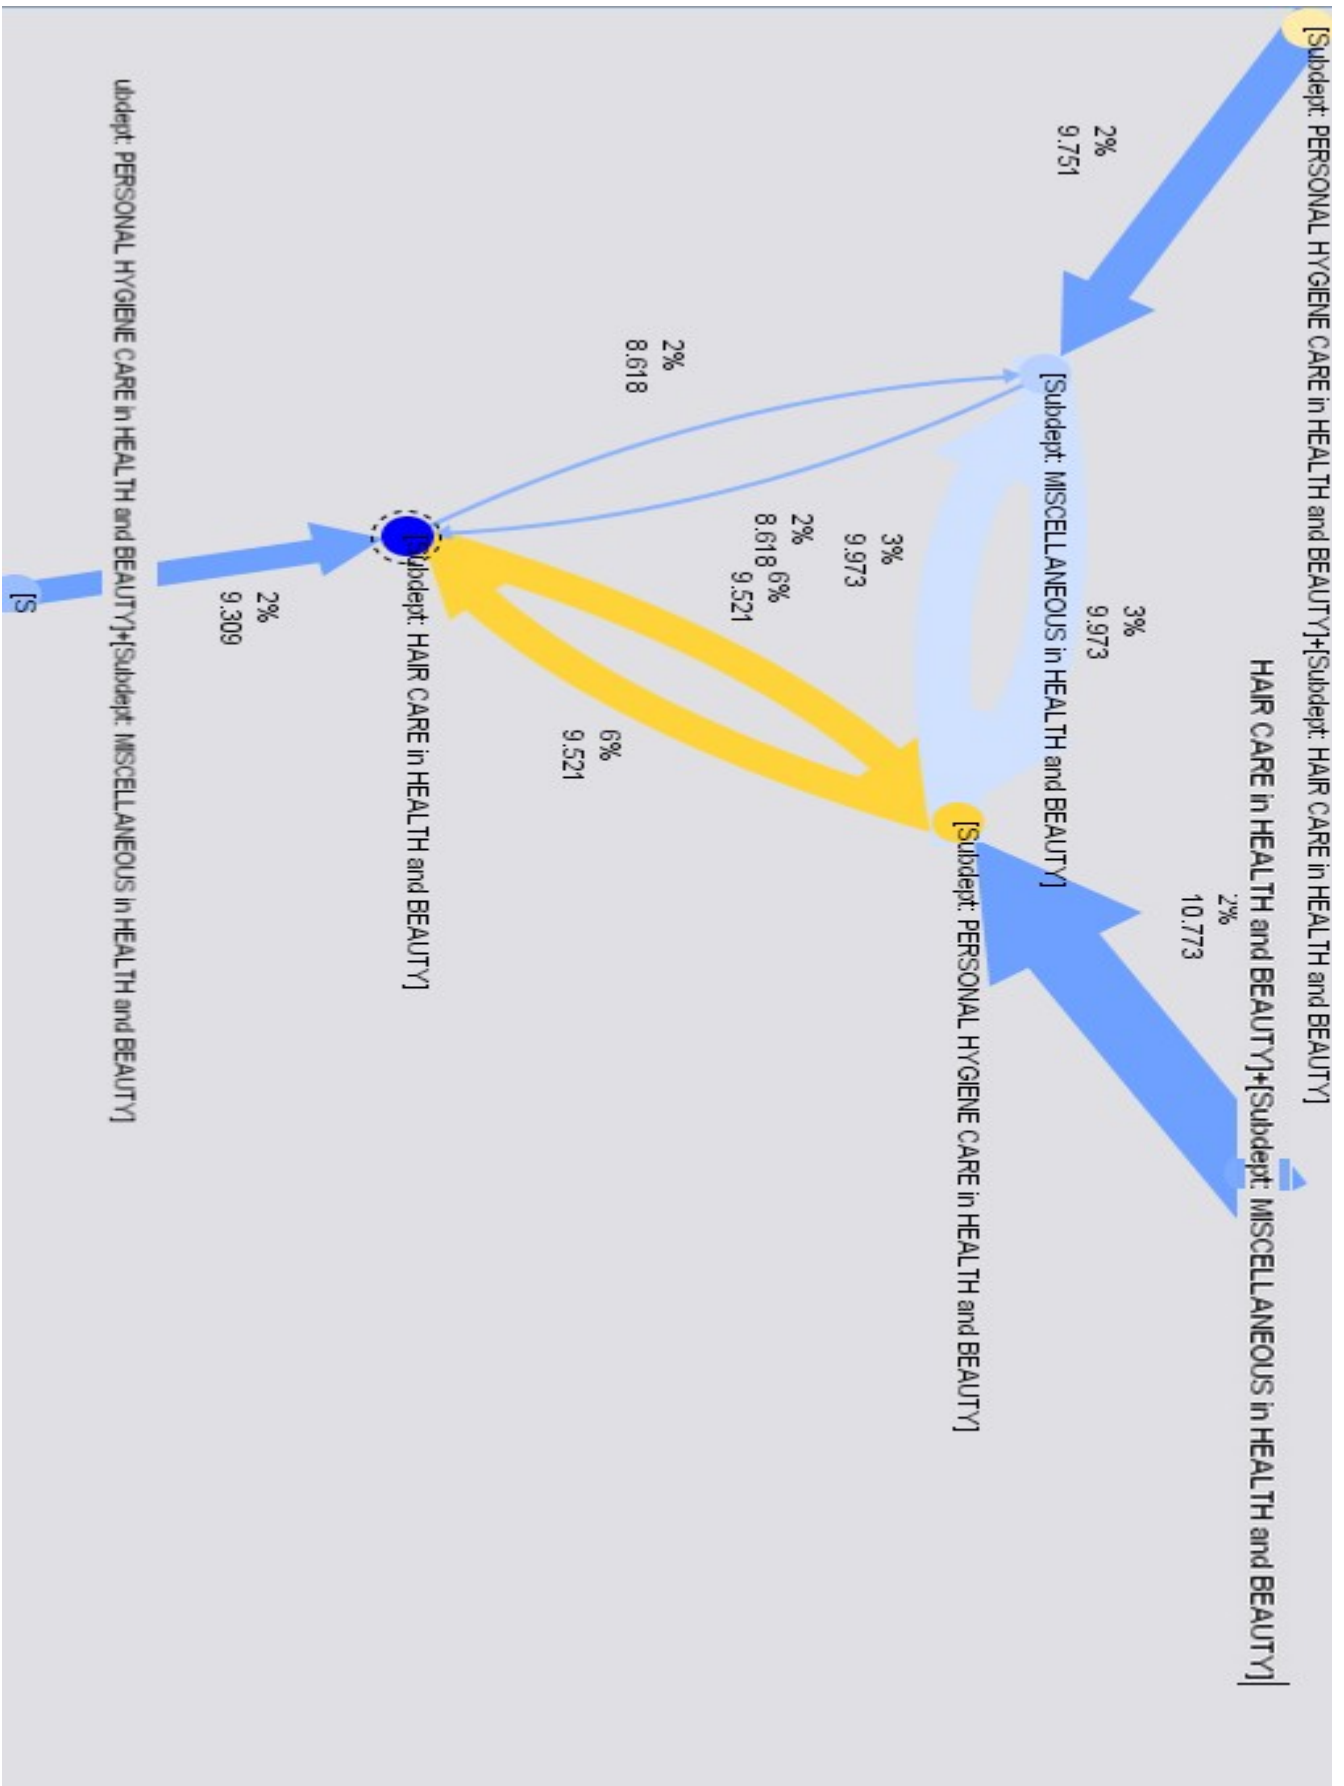 [Subdept: PERSONAL HYGIENE CARE in HEALTH and BEAUTY]+[Subdept: HAIR CARE in HEALTH and BEAUTY]
HAIR CARE in HEALTH and BEAUTY]+[Subdept: MISCELLANEOUS in HEALTH and BEAUTY]
2%
10.773
2%
9.751
3%
9.973
[Subdept: MISCELLANEOUS in HEALTH and BEAUTY]
[Subdept: PERSONAL HYGIENE CARE in HEALTH and BEAUTY]
3%
9.973
2%
8.618
6%
9.521
2%
8.618
6%
9.521
[Subdept: HAIR CARE in HEALTH and BEAUTY]
2%
9.309
ubdept: PERSONAL HYGIENE CARE in HEALTH and BEAUTY]+[Subdept: MISCELLANEOUS in HEALTH and BEAUTY]
[S